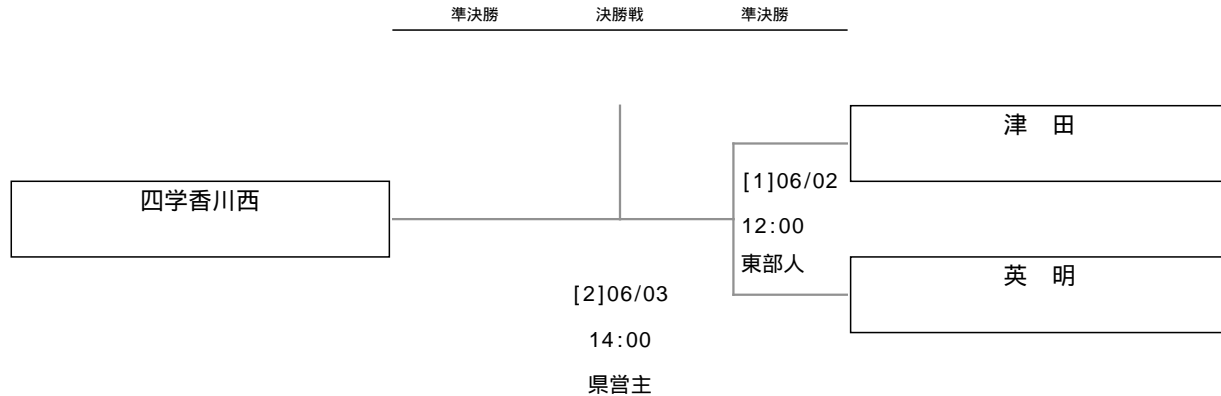 準決勝 決勝戦 準決勝
津 田
四学香川西
[1]06/02
12:00
東部人
英 明
[2]06/03
14:00
県営主